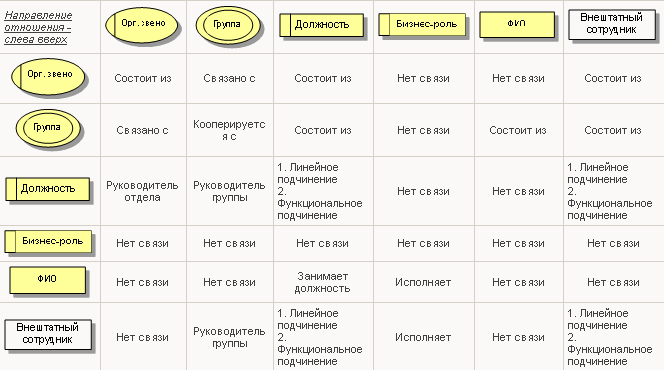 Направление отношения - слева вверх
Орг. звено
Группа
Должность
Бизнес-роль
ФИО
Внештатный сотрудник
Орг. звено
Состоит из
Связано с
Состоит из
Нет связи
Нет связи
Состоит из
Группа
Связано с
Кооперируется с
Состоит из
Нет связи
Состоит из
Состоит из
Должность
Руководитель отдела
Руководитель группы
1. Линейное подчинение
2. Функциональное подчинение
Нет связи
Нет связи
1. Линейное подчинение
2. Функциональное подчинение
Бизнес-роль
Нет связи
Нет связи
Нет связи
Нет связи
Нет связи
Нет связи
ФИО
Нет связи
Нет связи
Занимает должность
Исполняет
Нет связи
Нет связи
Внештатный сотрудник
Нет связи
Руководитель группы
1. Линейное подчинение
2. Функциональное подчинение
Исполняет
Нет связи
1. Линейное подчинение
2. Функциональное подчинение